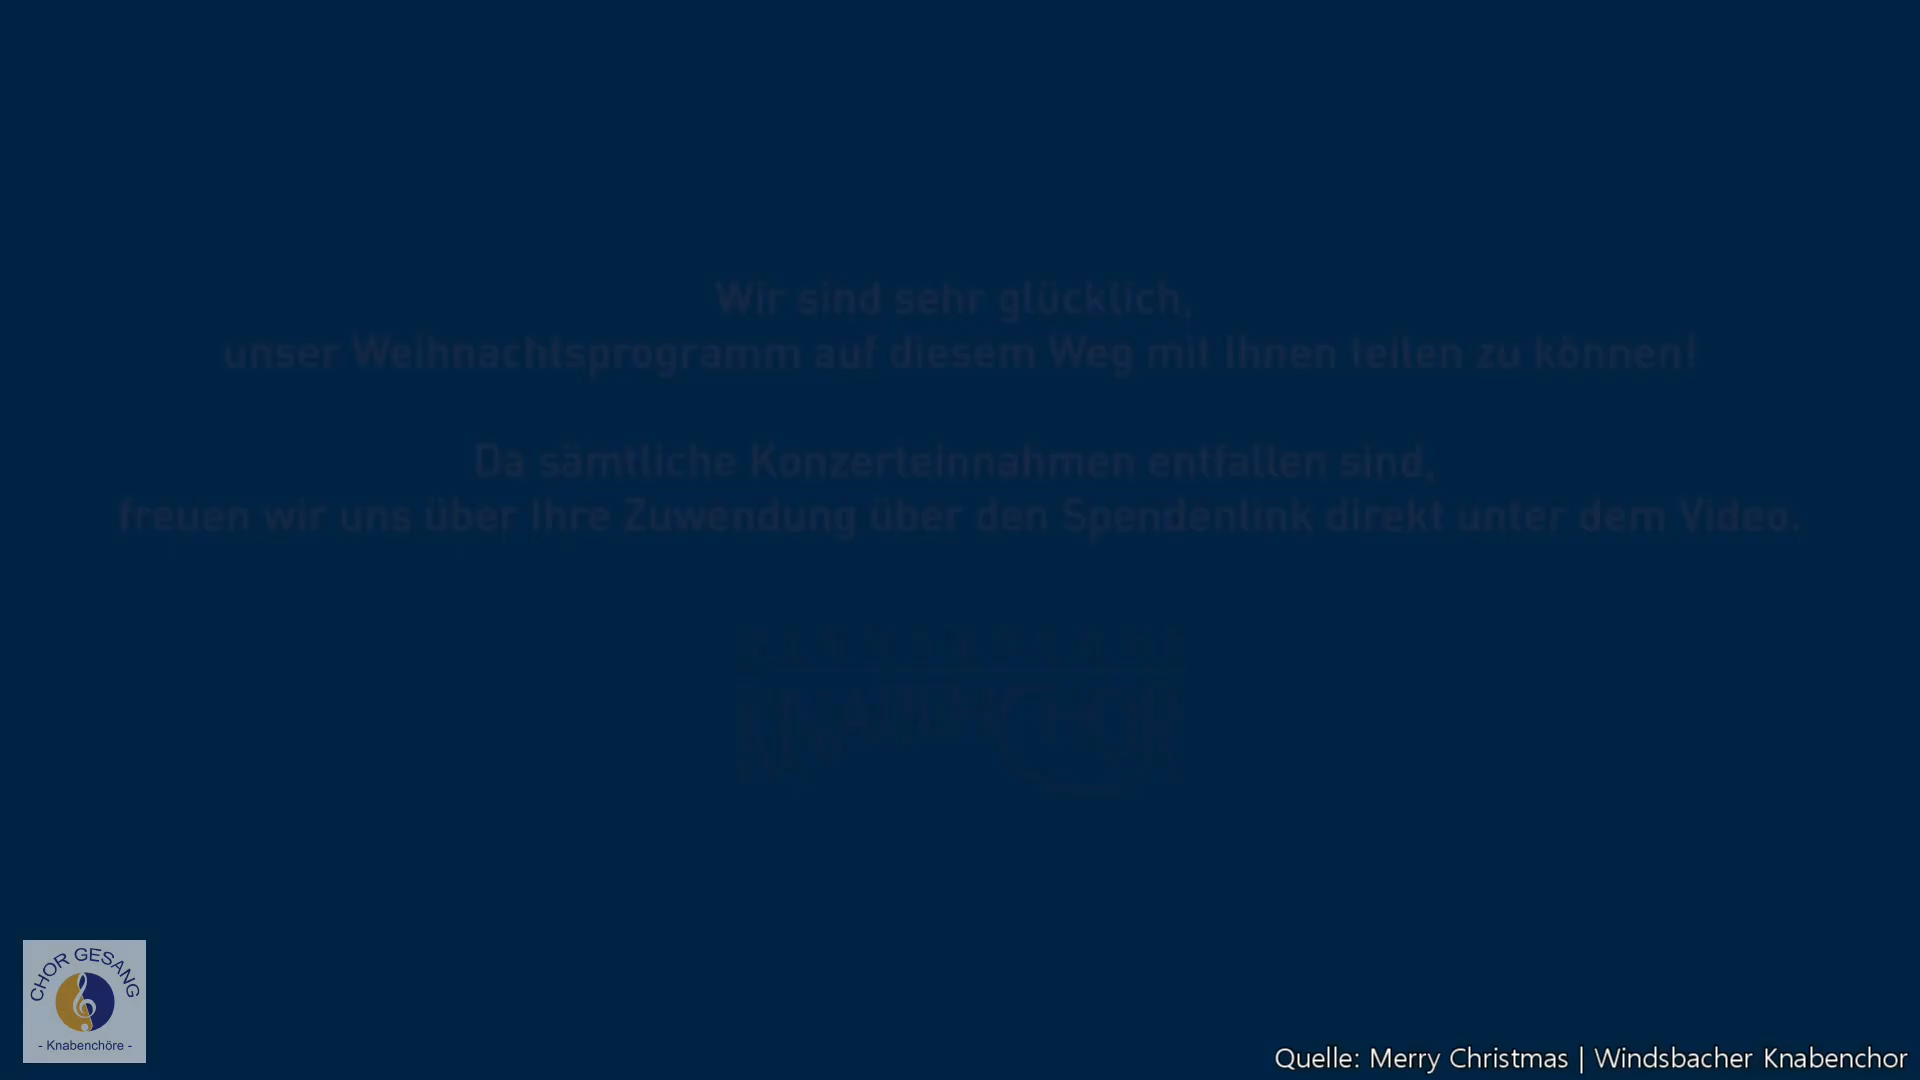 Wir sind sehr glücklich,
unser Weihnachtsprogramm auf diesem Weg mit Ihnen teilen zu können!
Da sämtliche Konzerteinnahmen entfallen sind,
freuen wir uns über Ihre Zuwendung über den Spendenlink direkt unter dem Video.
KNABENCHOR
CHOR GESANG
- Knabenchöre -
Quelle: Merry Christmas | Windsbacher Knabenchor